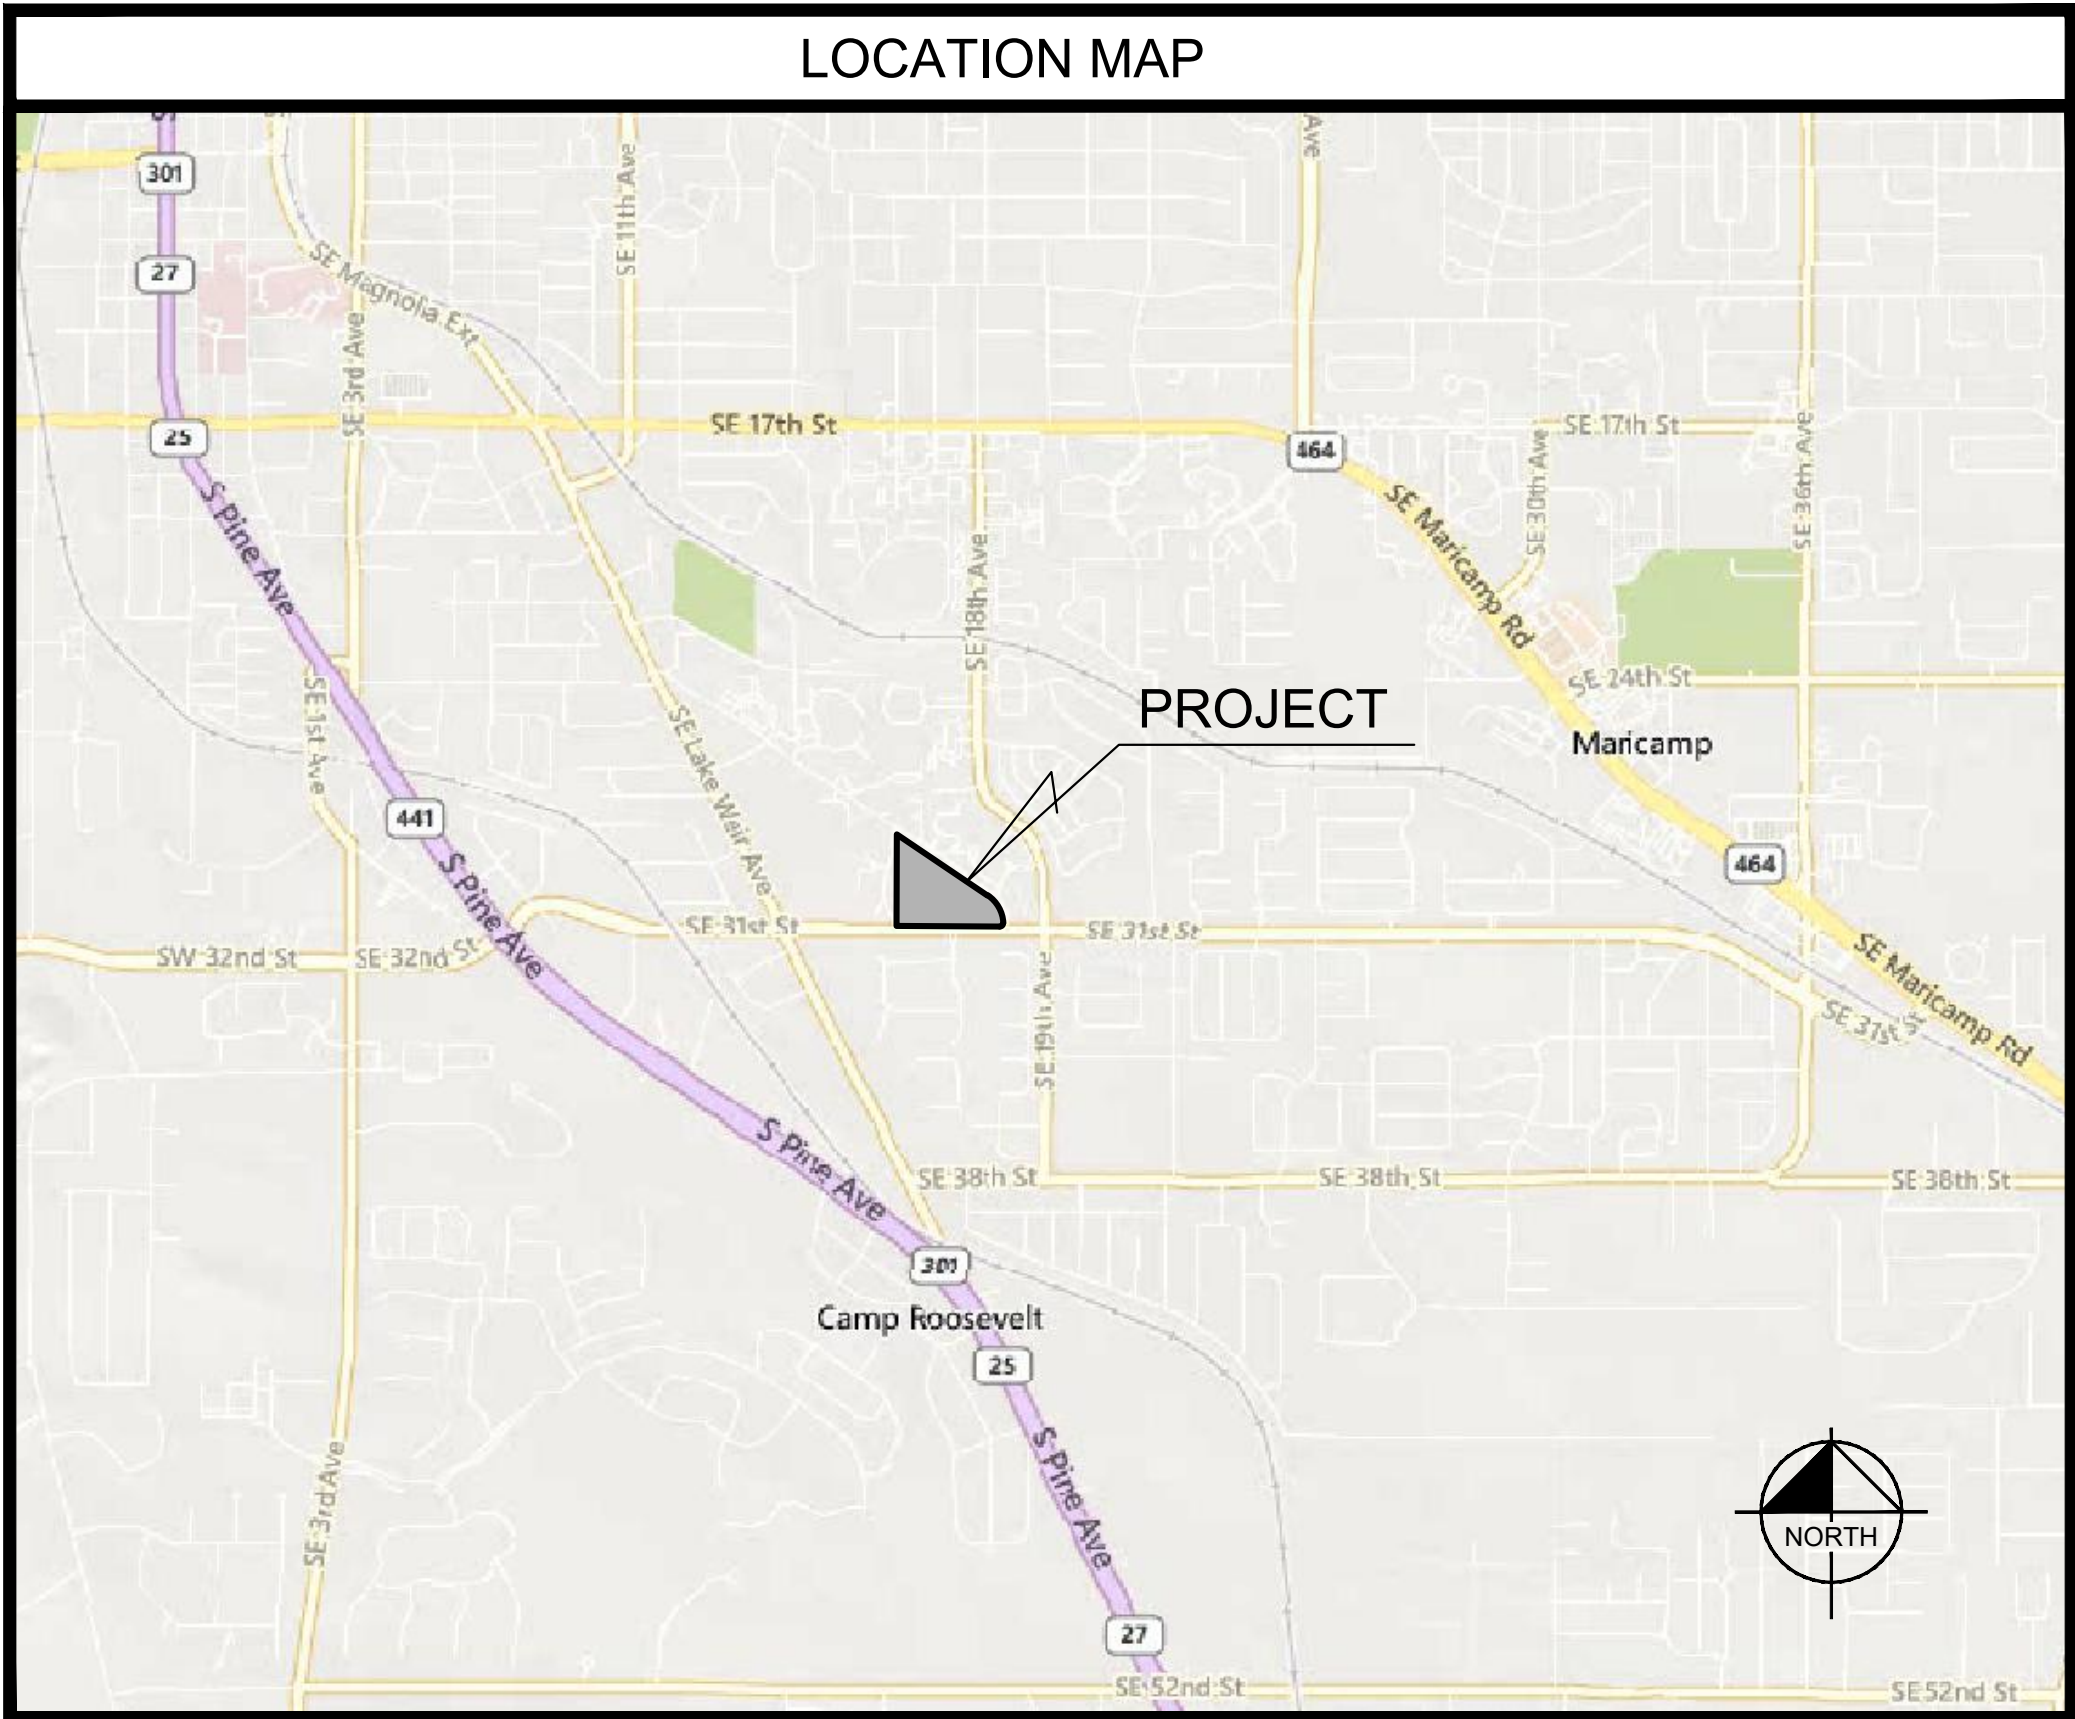 LOCATION MAP
Ave
301
27
SE 11th Ave
SE Magnolia Ext
SE 3rd Ave
25
SE 17th St
464
SE 17th St
SE 30th Ave
SE 36th Ave
S Pine Ave
SE Maricamp Rd
SE 18th Ave
SE 24th St
SE 1st Ave
SE Lake Weir Ave
PROJECT
Maricamp
441
S Pine Ave
464
SE 31st St
SE 31st St
SW 32nd St
SE 32nd St
SE Maricamp Rd
SE 31st St
SE 19th Ave
S Pine Ave
SE 38th St
SE 38th St
SE 38th St
301
Camp Roosevelt
25
S Pine Ave
SE 3rd Ave
NORTH
27
SE 52nd St
SE 52nd St